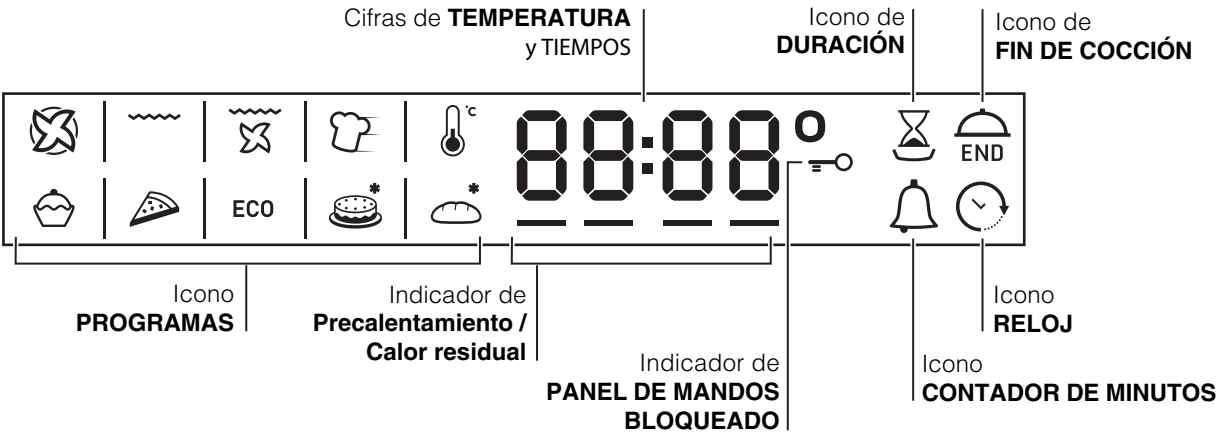 Cifras de TEMPERATURA
y TIEMPOS
Icono de
DURACIÓN
Icono de
FIN DE COCCIÓN
°C
88:88
o
END
ECO
Icono
PROGRAMAS
Indicador de
Precalentamiento /
Calor residual
Indicador de
PANEL DE MANDOS
BLOQUEADO
Icono
CONTADOR DE MINUTOS
Icono
RELOJ